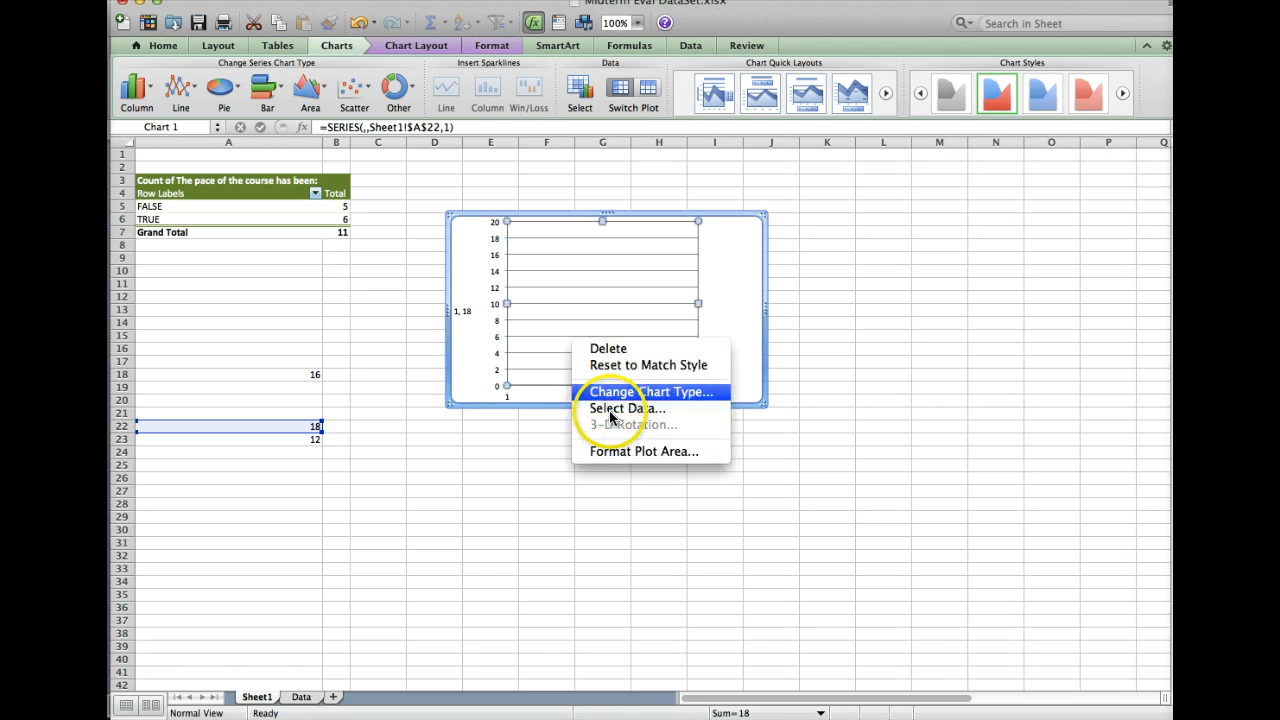 Midterm Eval DataSet.xlsx
100%
Search in Sheet
Home Layout Tables Charts Chart Layout Format SmartArt Formulas Data Review
Change Series Chart Type Insert Sparklines Data Chart Quick Layouts Chart Styles
Column Line Pie Bar Area Scatter Other Line Column Win/Loss Select Switch Plot
Chart 1 fx =SERIES(,,Sheet1!$A$22,1)
A B C D E F G H I J K L M N O P Q
1
2
3 Count of The pace of the course has been:
4 Row Labels Total
5 FALSE 5
6 TRUE 6
7 Grand Total 11
8
9
10
11
12
13
14
15
16
17
18 16
19
20
21
22 18
23 12
24
25
26
27
28
29
30
31
32
33
34
35
36
37
38
39
40
41
42
20
18
16
14
12
10
8
6
4
2
0
1
1, 18
Delete
Reset to Match Style
Change Chart Type...
Select Data...
3-D Rotation...
Format Plot Area...
Sheet1 Data
Normal View Ready Sum=18